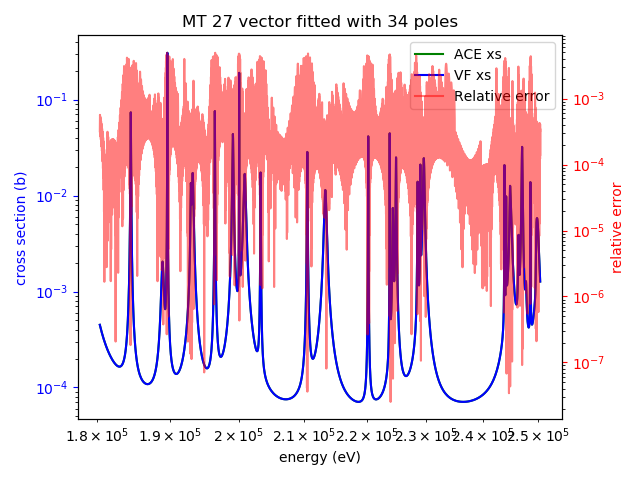 MT 27 vector fitted with 34 poles
ACE xs
VF xs
Relative error
cross section (b)
10⁻¹
10⁻²
10⁻³
10⁻⁴
relative error
10⁻³
10⁻⁴
10⁻⁵
10⁻⁶
10⁻⁷
1.8 × 10⁵ 1.9 × 10⁵ 2 × 10⁵ 2.1 × 10⁵ 2.2 × 10⁵ 2.3 × 10⁵ 2.4 × 10⁵ 2.5 × 10⁵
energy (eV)